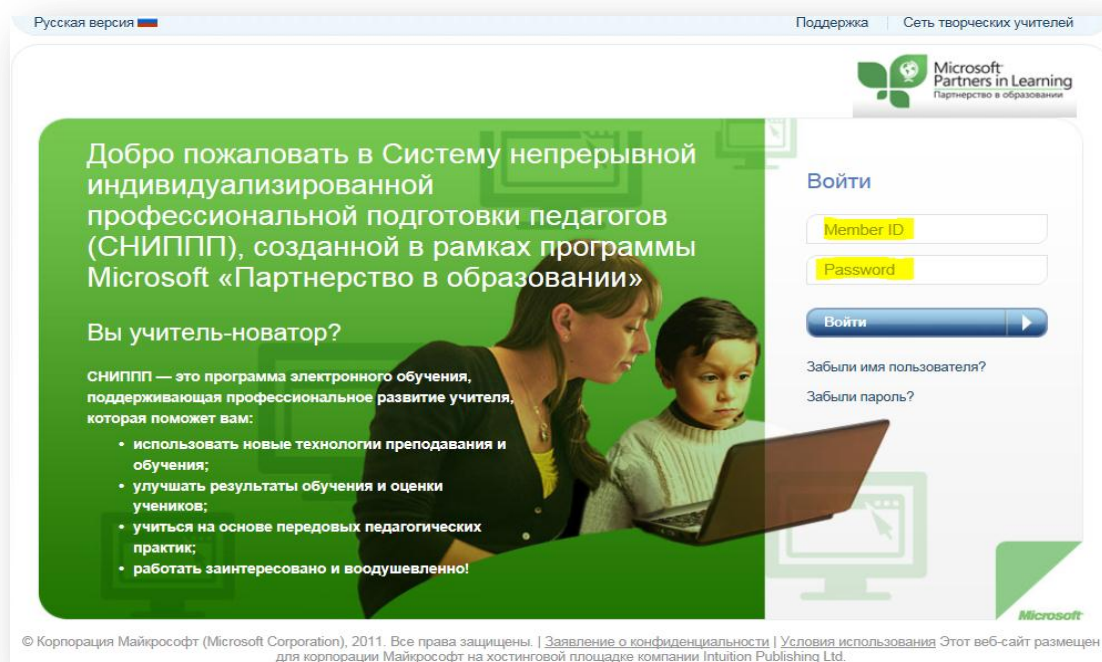 Русская версия
Поддержка | Сеть творческих учителей
Microsoft
Partners in Learning
Партнерство в образовании
Добро пожаловать в Систему непрерывной
индивидуализированной
профессиональной подготовки педагогов
(СНИППП), созданной в рамках программы
Microsoft «Партнерство в образовании»
Вы учитель-новатор?
СНИППП — это программа электронного обучения,
поддерживающая профессиональное развитие учителя,
которая поможет вам:
• использовать новые технологии преподавания и
обучения;
• улучшать результаты обучения и оценки
учеников;
• учиться на основе передовых педагогических
практик;
• работать заинтересовано и воодушевленно!
Войти
Member ID
Password
Войти
Забыли имя пользователя?
Забыли пароль?
Microsoft
© Корпорация Майкрософт (Microsoft Corporation), 2011. Все права защищены. | Заявление о конфиденциальности | Условия использования Этот веб-сайт размещен
для корпорации Майкрософт на хостинговой площадке компании Intuition Publishing Ltd.